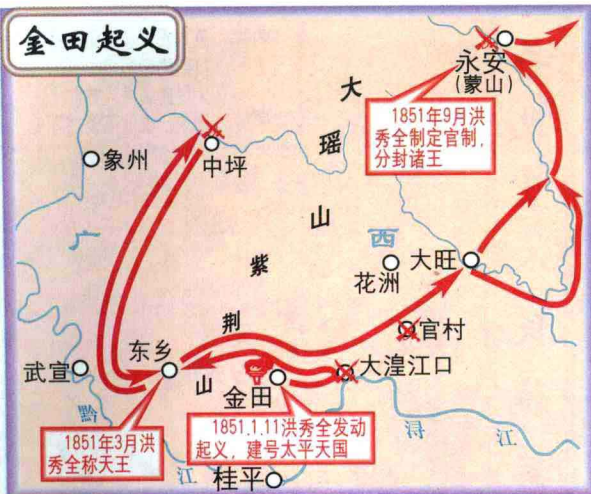 金田起义
永安
(蒙山)
1851年9月洪
秀全制定官制,
分封诸王
大瑶山
象州
中坪
广西
紫荆山
花洲
大旺
官村
东乡
武宣
金田
大湟江口
1851年3月洪
秀全称天王
1851.1.11洪秀全发动
起义, 建号太平天国
黔江
浔江
桂平